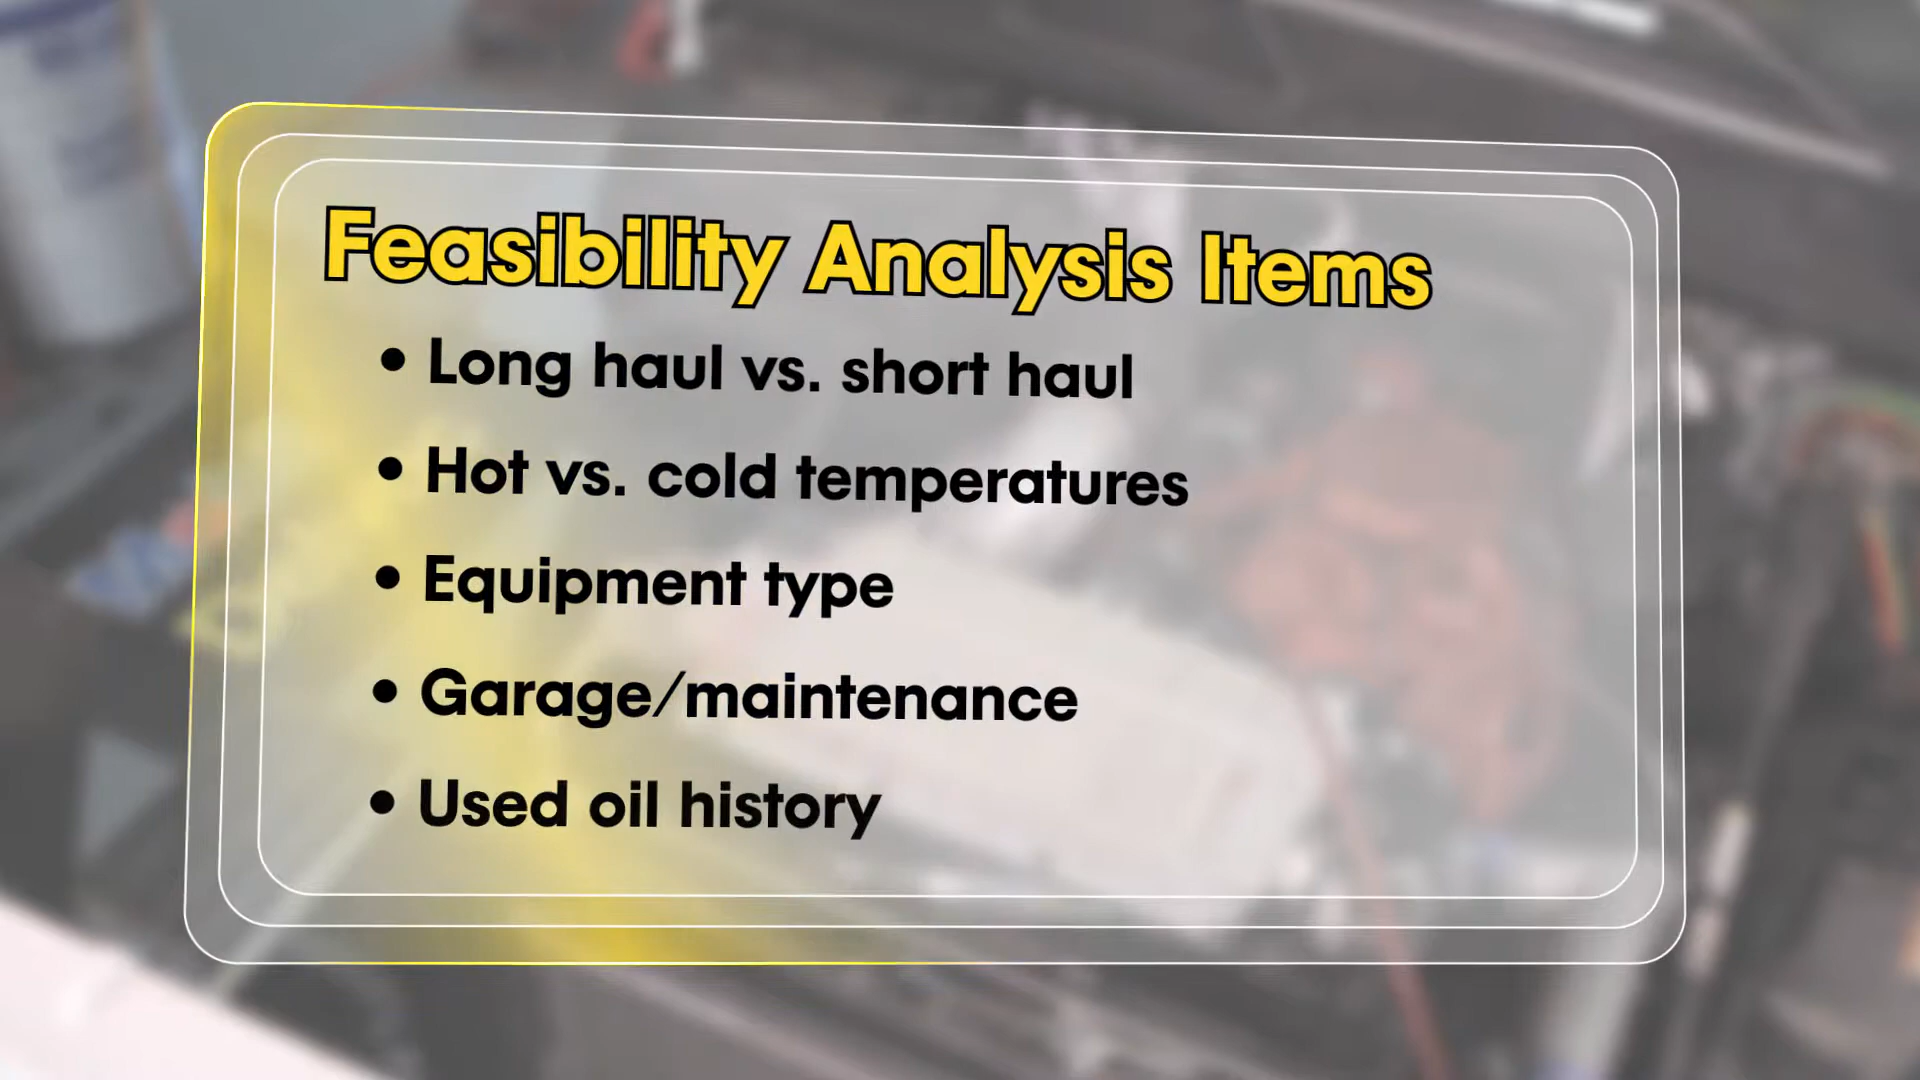 Feasibility Analysis Items
• Long haul vs. short haul
• Hot vs. cold temperatures
• Equipment type
• Garage/maintenance
• Used oil history